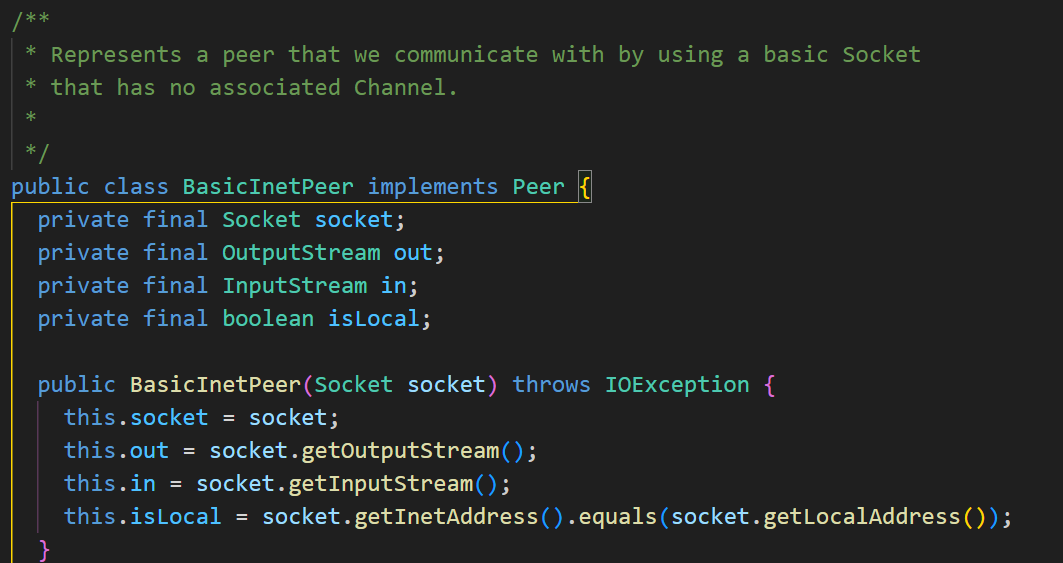 /**
 * Represents a peer that we communicate with by using a basic Socket
 * that has no associated Channel.
 *
 */
public class BasicInetPeer implements Peer {
  private final Socket socket;
  private final OutputStream out;
  private final InputStream in;
  private final boolean isLocal;

  public BasicInetPeer(Socket socket) throws IOException {
    this.socket = socket;
    this.out = socket.getOutputStream();
    this.in = socket.getInputStream();
    this.isLocal = socket.getInetAddress().equals(socket.getLocalAddress());
  }